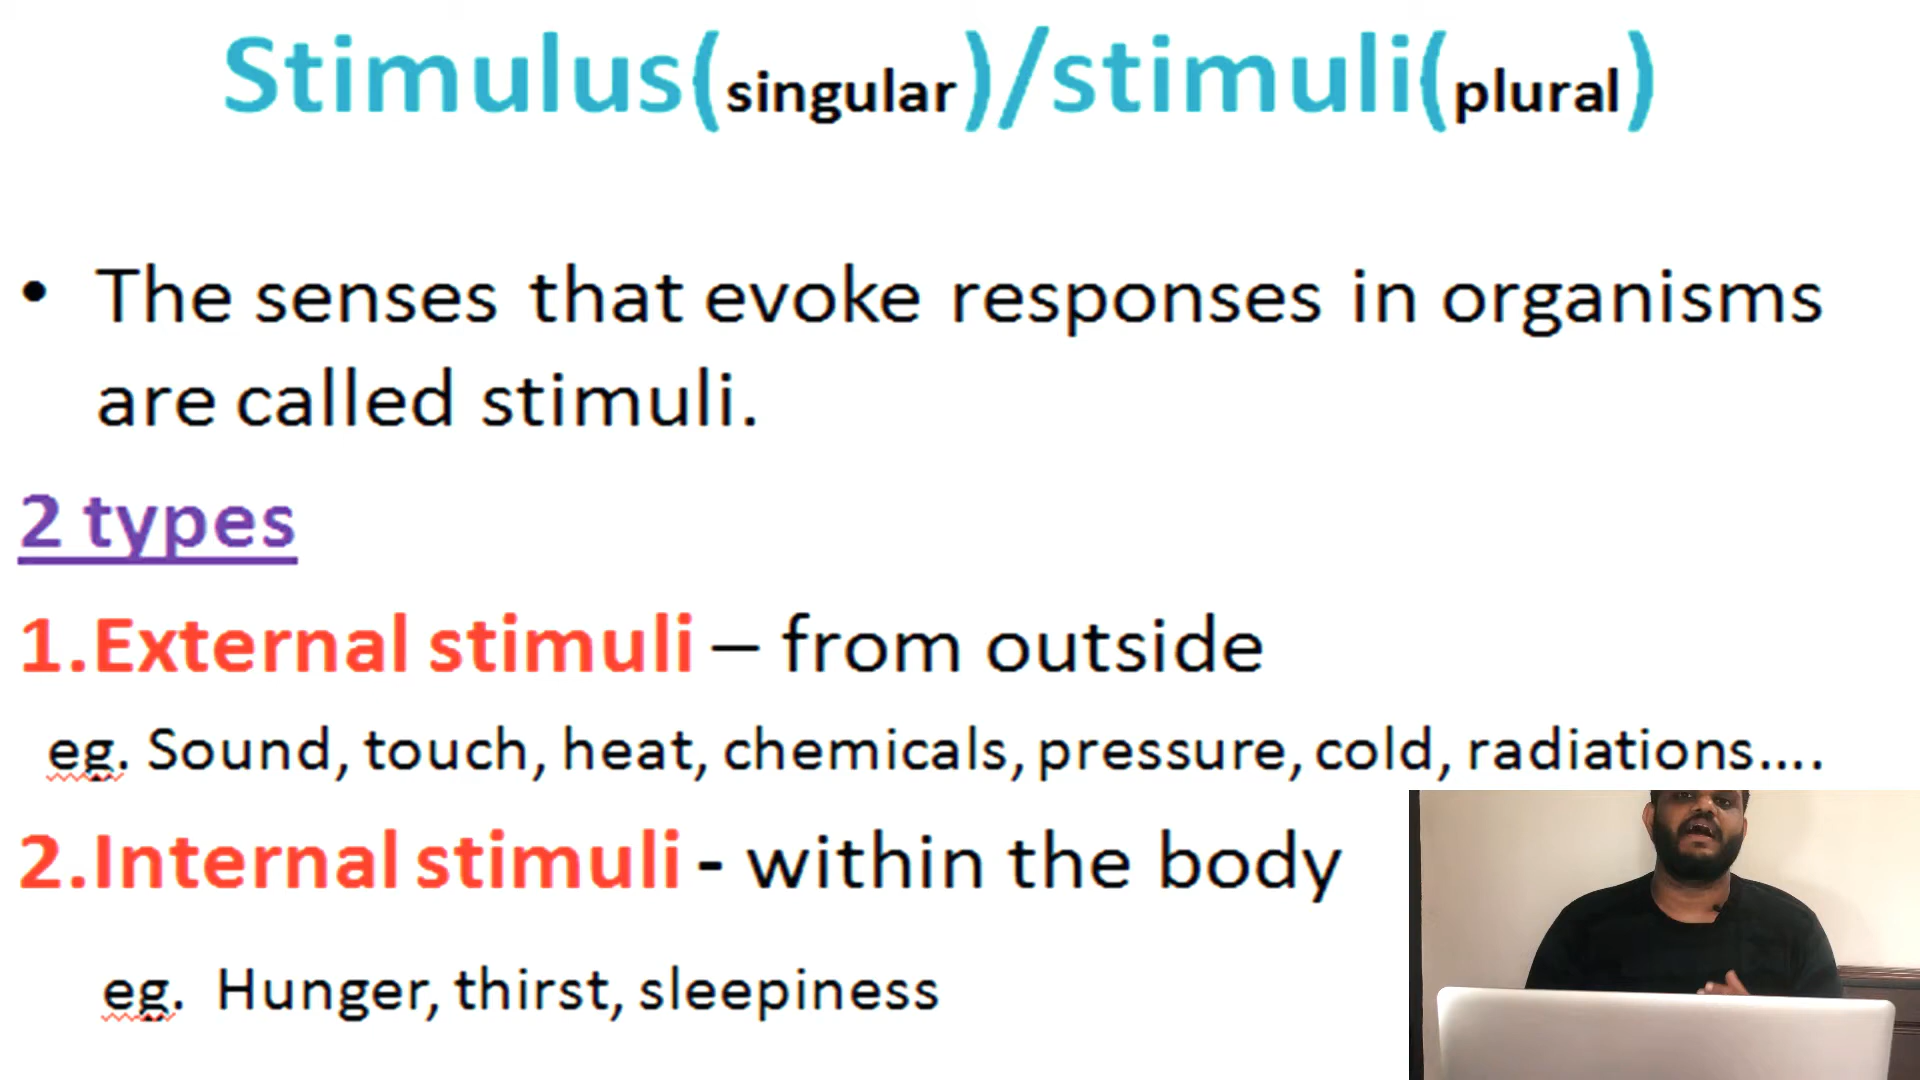 Stimulus(singular)/stimuli(plural)
• The senses that evoke responses in organisms
are called stimuli.
2 types
1.External stimuli – from outside
eg. Sound, touch, heat, chemicals, pressure, cold, radiations....
2.Internal stimuli - within the body
eg. Hunger, thirst, sleepiness